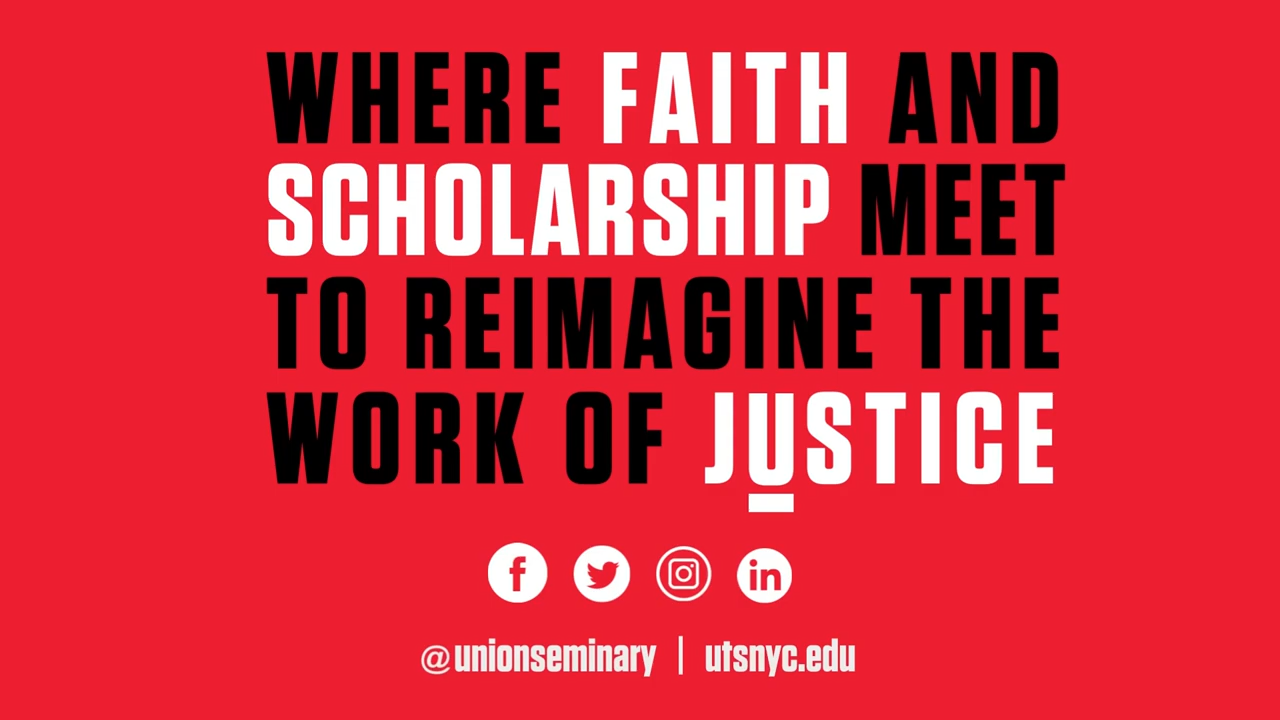 WHERE FAITH AND
SCHOLARSHIP MEET
TO REIMAGINE THE
WORK OF JUSTICE
@unionseminary | utsnyc.edu